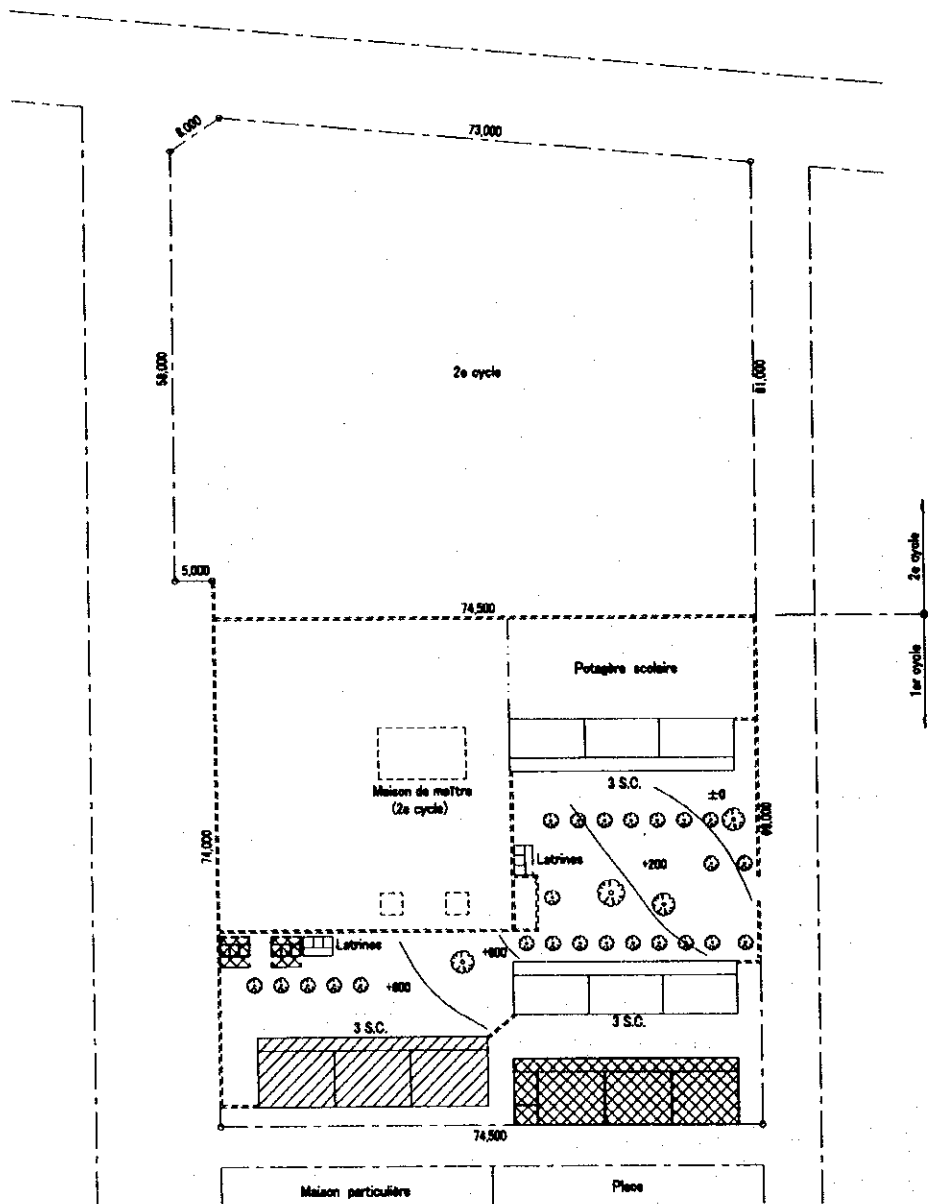 8,000
73,000
58,000
2e cycle
61,000
5,000
2e cycle
74,500
1er cycle
Potagère scolaire
Maison de maître
(2e cycle)
3 S.C.
±0
74,000
Latrines
+200
Latrines
+600
3 S.C.
3 S.C.
74,500
Maison particulière
Place